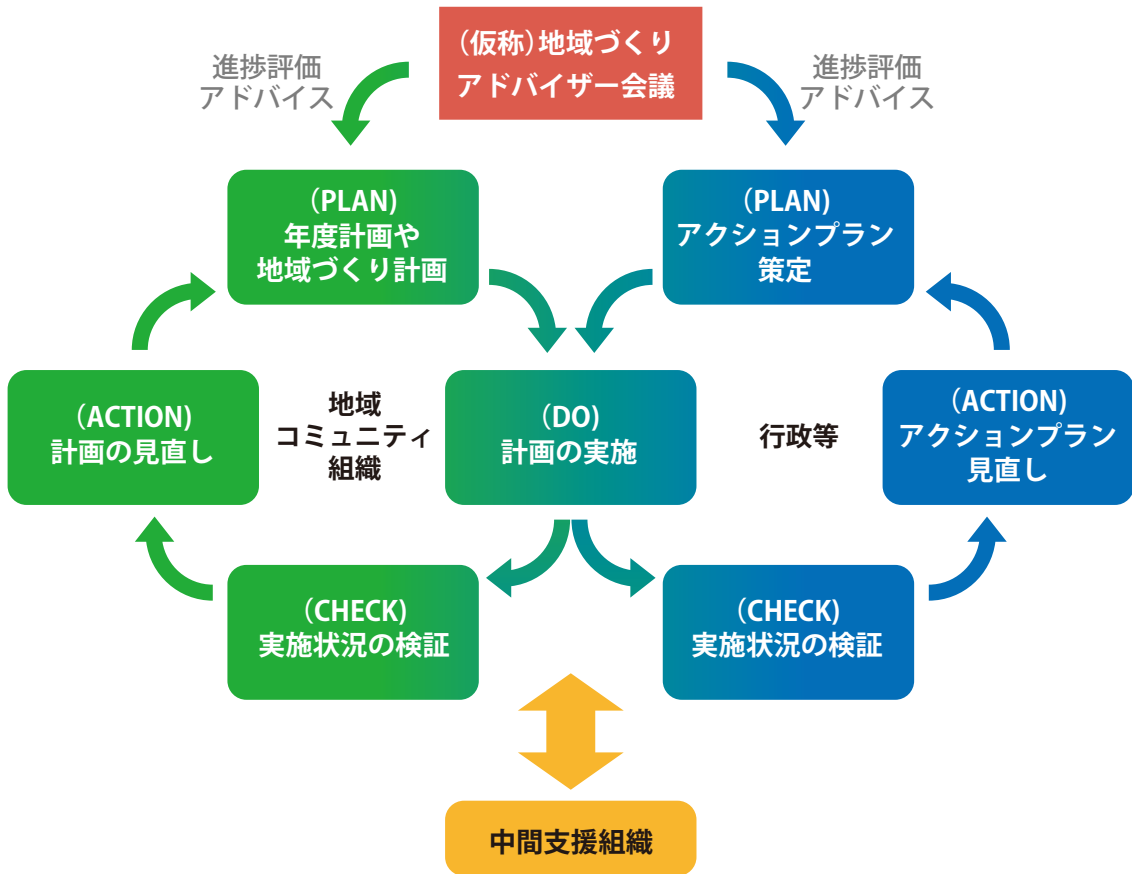 （仮称）地域づくり
アドバイザー会議
進捗評価
アドバイス
進捗評価
アドバイス
（PLAN)
年度計画や
地域づくり計画
（PLAN)
アクションプラン
策定
（ACTION)
計画の見直し
地域
コミュニティ
組織
（DO)
計画の実施
行政等
（ACTION)
アクションプラン
見直し
（CHECK)
実施状況の検証
（CHECK)
実施状況の検証
中間支援組織